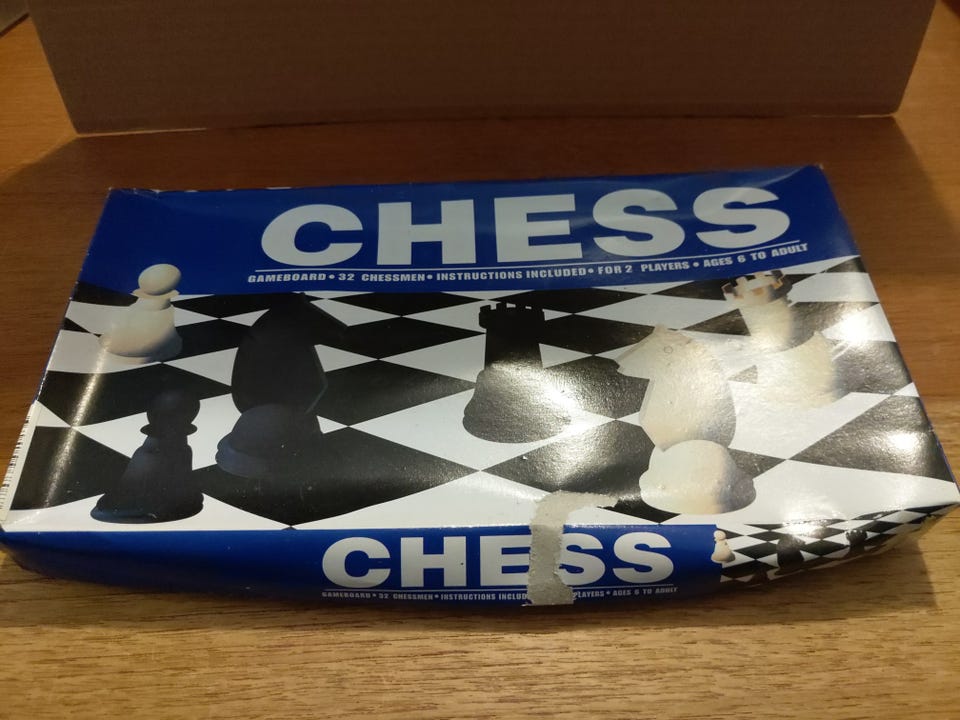 CHESS
GAMEBOARD • 32 CHESSMEN • INSTRUCTIONS INCLUDED • FOR 2 PLAYERS • AGES 6 TO ADULT
CHESS
GAMEBOARD • 32 CHESSMEN • INSTRUCTIONS PLAYERS • AGES 6 TO ADULT